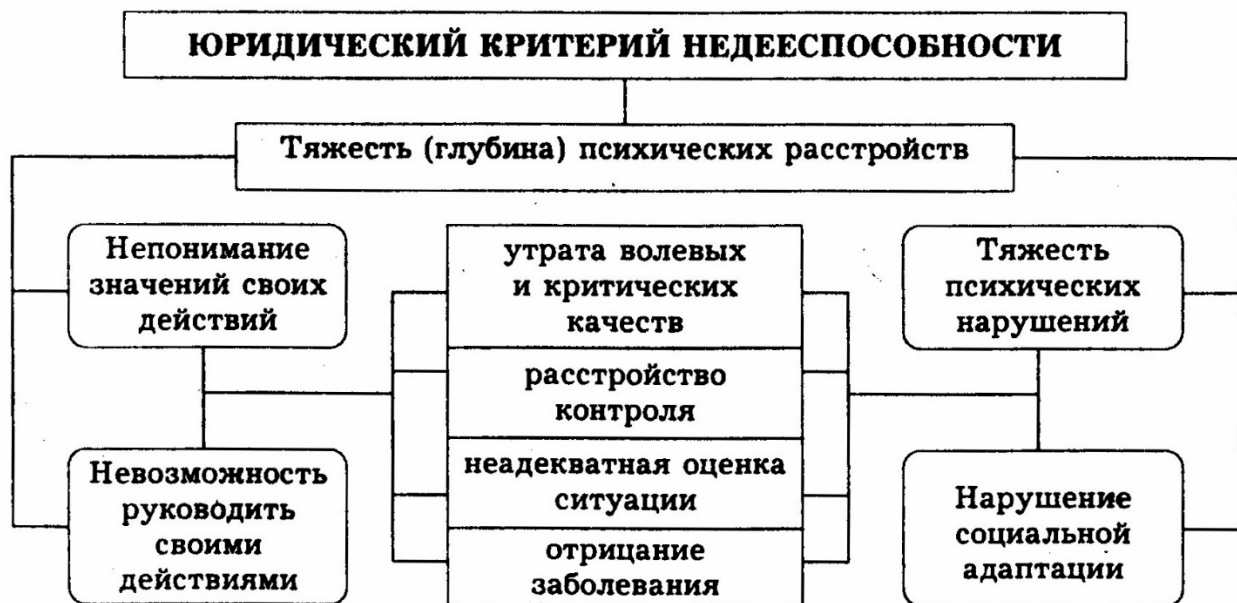 ЮРИДИЧЕСКИЙ КРИТЕРИЙ НЕДЕЕСПОСОБНОСТИ
Тяжесть (глубина) психических расстройств
Непонимание
значений своих
действий
Невозможность
руководить
своими
действиями
утрата волевых
и критических
качеств
расстройство
контроля
неадекватная оценка
ситуации
отрицание
заболевания
Тяжесть
психических
нарушений
Нарушение
социальной
адаптации